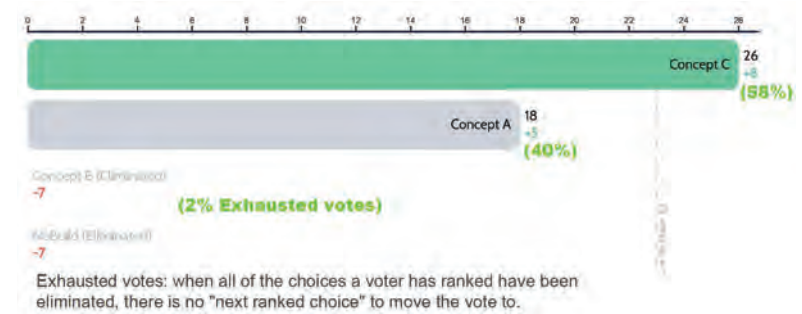 0 2 4 6 8 10 12 14 16 18 20 22 24 26
Concept C 26
+8
(58%)
Concept A 18
+5
(40%)
Concept B (Eliminated)
-7
(2% Exhausted votes)
(Eliminated)
-7
Exhausted votes: when all of the choices a voter has ranked have been
eliminated, there is no "next ranked choice" to move the vote to.